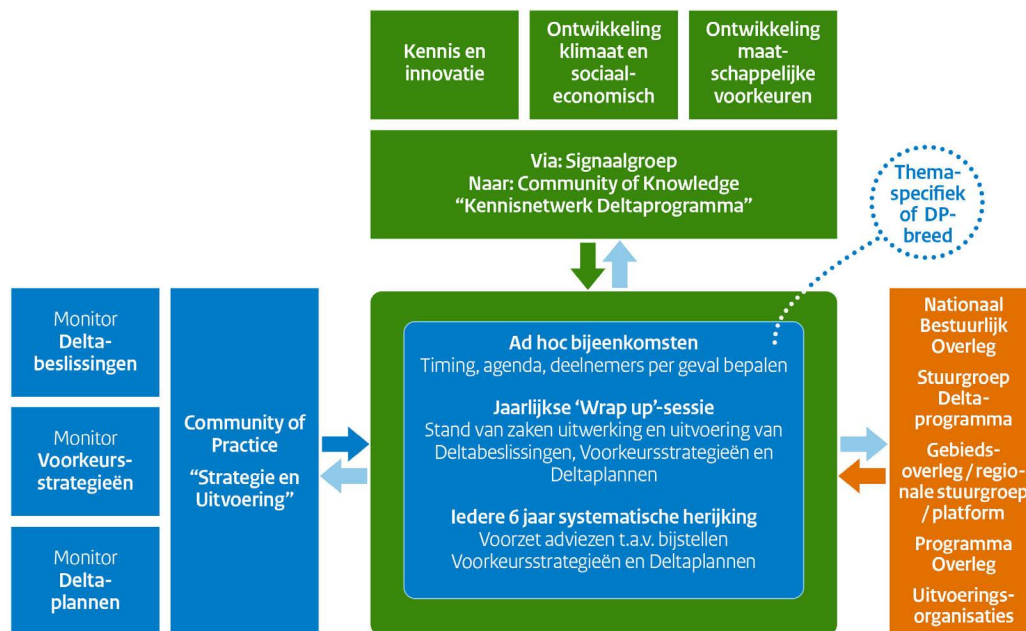 Kennis en
innovatie
Ontwikkeling
klimaat en
sociaal-
economisch
Ontwikkeling
maat-
schappelijke
voorkeuren
Via: Signaalgroep
Naar: Community of Knowledge
“Kennisnetwerk Deltaprogramma”
Thema-
specifiek
of DP-
breed
Monitor
Delta-
beslissingen
Monitor
Voorkeurs-
strategieën
Monitor
Delta-
plannen
Community of
Practice
“Strategie en
Uitvoering”
Ad hoc bijeenkomsten
Timing, agenda, deelnemers per geval bepalen
Jaarlijkse ‘Wrap up’-sessie
Stand van zaken uitwerking en uitvoering van
Deltabeslissingen, Voorkeursstrategieën en
Deltaplannen
Iedere 6 jaar systematische herijking
Voorzet adviezen t.a.v. bijstellen
Voorkeursstrategieën en Deltaplannen
Nationaal
Bestuurlijk
Overleg
Stuurgroep
Delta-
programma
Gebieds-
overleg / regio-
nale stuurgroep
/ platform
Programma
Overleg
Uitvoerings-
organisaties